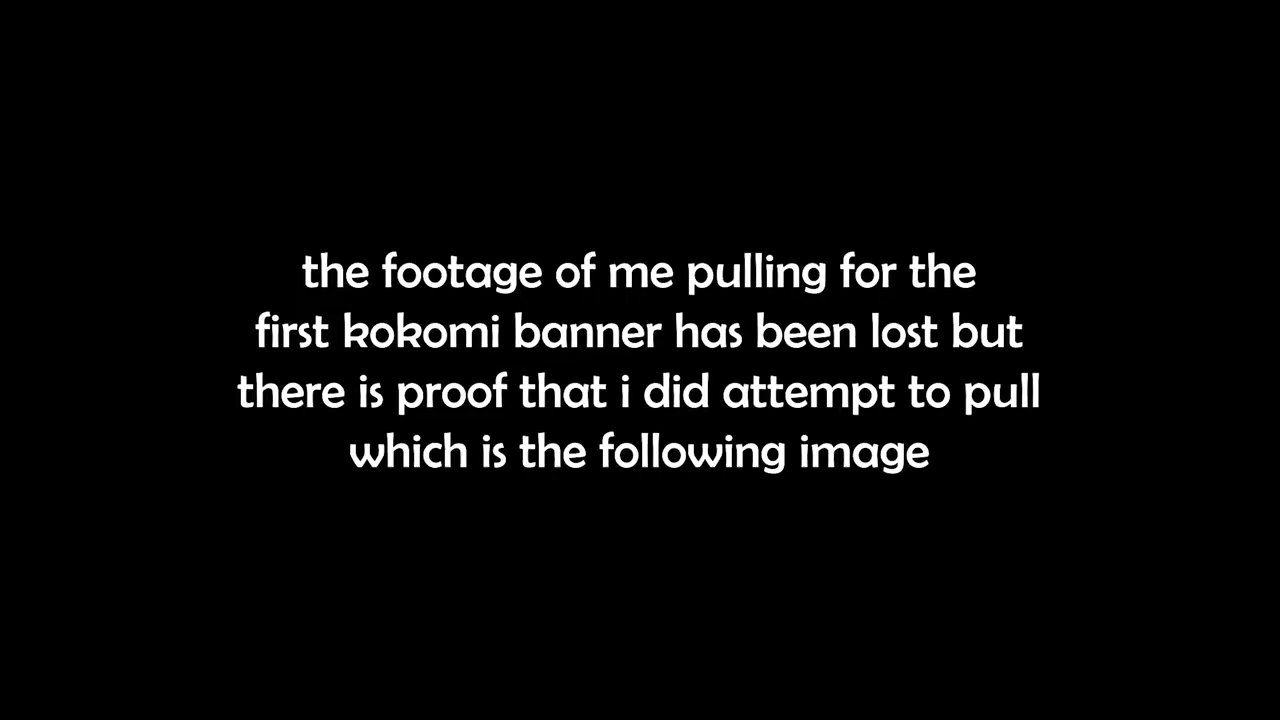 the footage of me pulling for the
first kokomi banner has been lost but
there is proof that i did attempt to pull
which is the following image